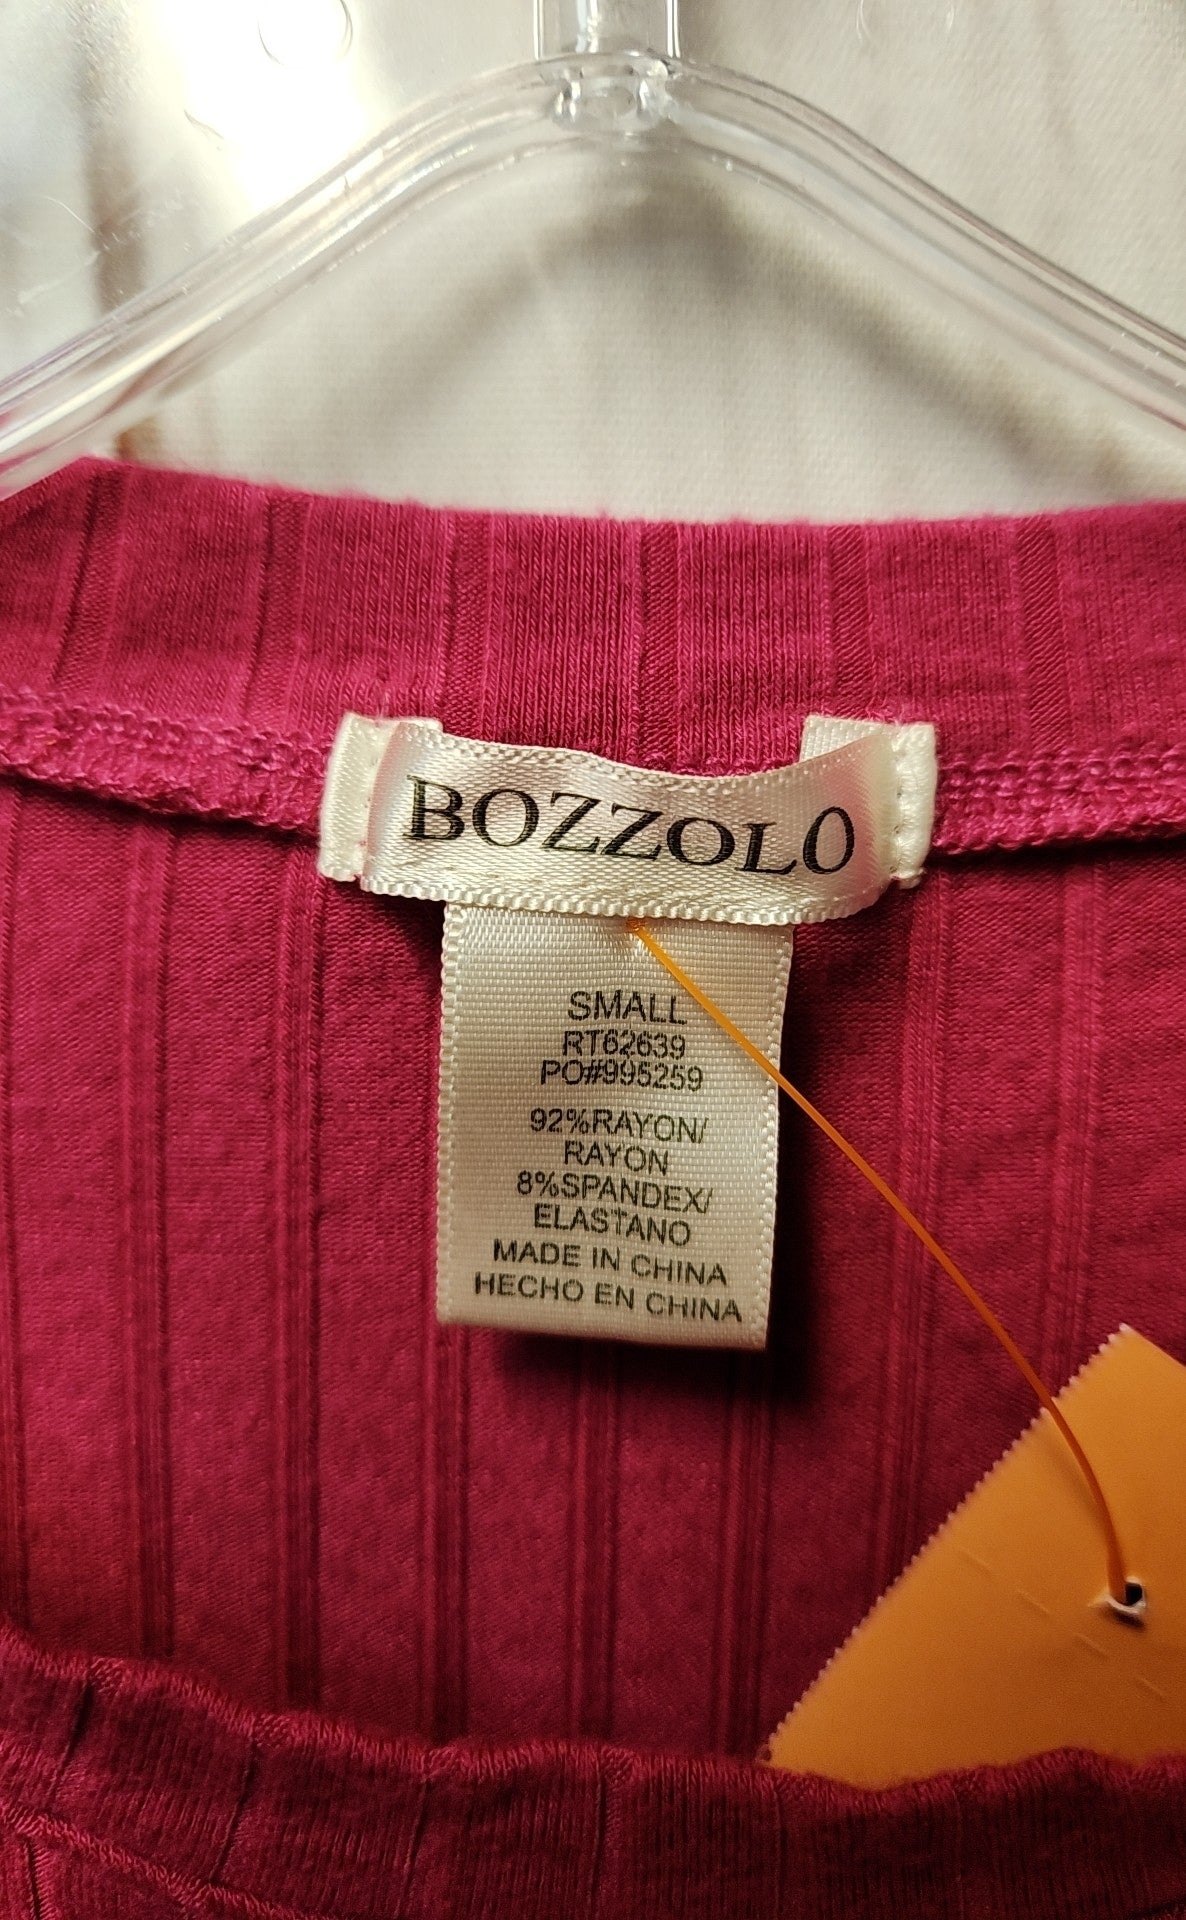 BOZZOLO
SMALL
RT62639
PO#995259
92%RAYON/
RAYON
8%SPANDEX/
ELASTANO
MADE IN CHINA
HECHO EN CHINA